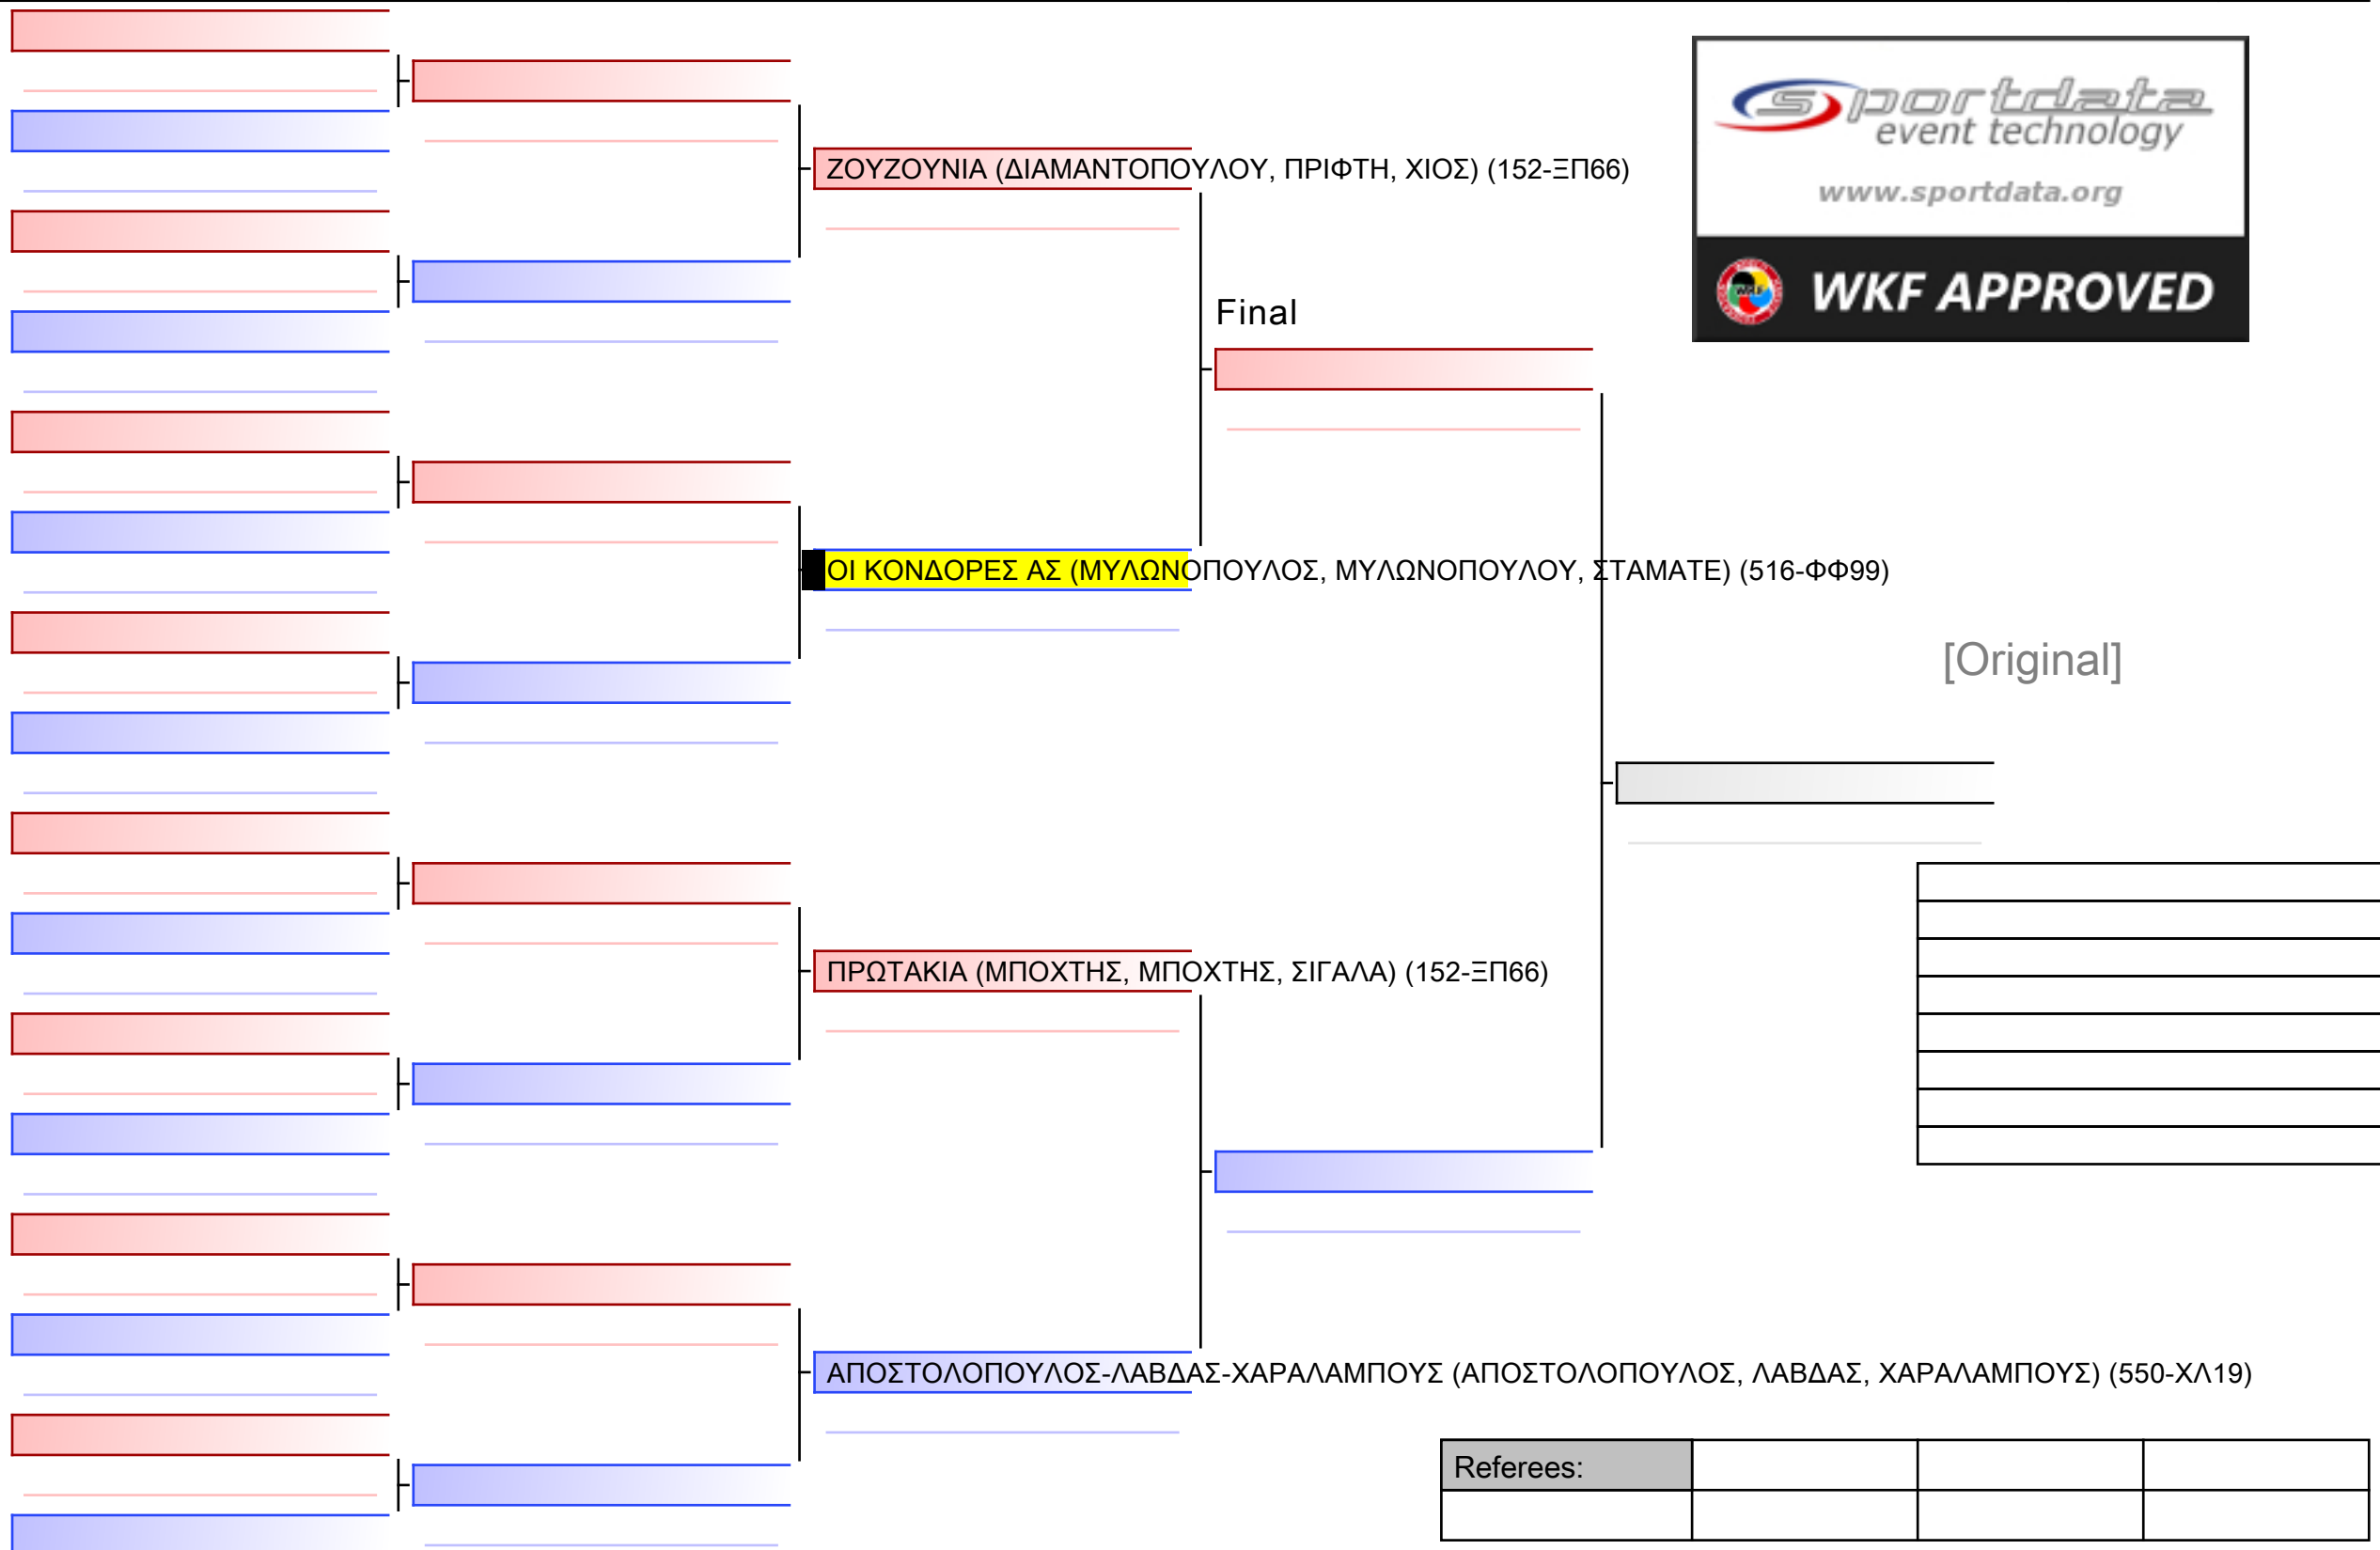 sportdata
event technology
www.sportdata.org
WKF APPROVED
ΖΟΥΖΟΥΝΙΑ (ΔΙΑΜΑΝΤΟΠΟΥΛΟΥ, ΠΡΙΦΤΗ, ΧΙΟΣ) (152-ΞΠ66)
Final
ΟΙ ΚΟΝΔΟΡΕΣ ΑΣ (ΜΥΛΩΝΟΠΟΥΛΟΣ, ΜΥΛΩΝΟΠΟΥΛΟΥ, ΣΤΑΜΑΤΕ) (516-ΦΦ99)
[Original]
ΠΡΩΤΑΚΙΑ (ΜΠΟΧΤΗΣ, ΜΠΟΧΤΗΣ, ΣΙΓΑΛΑ) (152-ΞΠ66)
ΑΠΟΣΤΟΛΟΠΟΥΛΟΣ-ΛΑΒΔΑΣ-ΧΑΡΑΛΑΜΠΟΥΣ (ΑΠΟΣΤΟΛΟΠΟΥΛΟΣ, ΛΑΒΔΑΣ, ΧΑΡΑΛΑΜΠΟΥΣ) (550-ΧΛ19)
Referees: